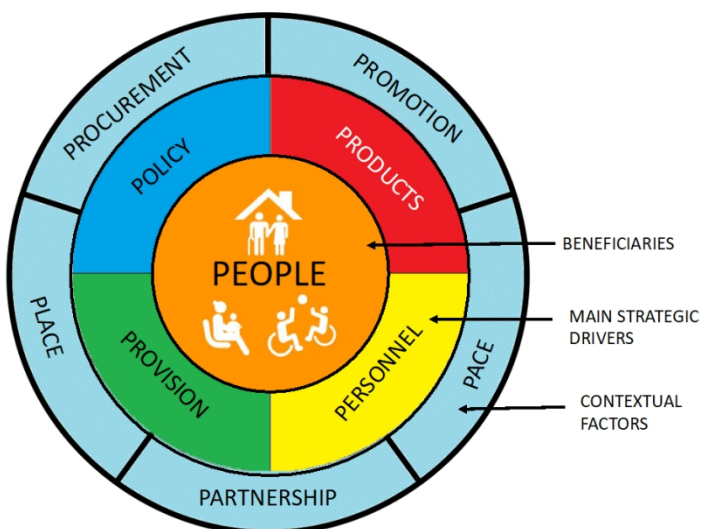 PROCUREMENT
PROMOTION
POLICY
PRODUCTS
PEOPLE
BENEFICIARIES
PLACE
PROVISION
PERSONNEL
PACE
MAIN STRATEGIC
DRIVERS
CONTEXTUAL
FACTORS
PARTNERSHIP